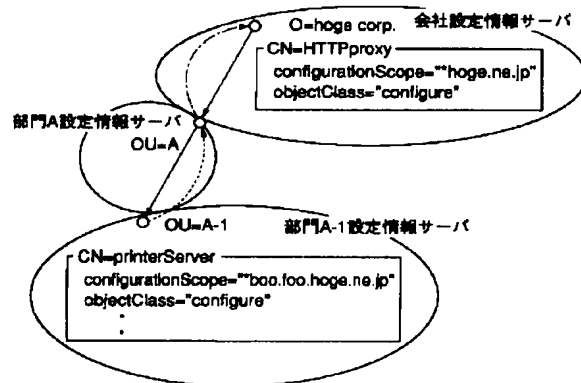 O=hoge corp.
会社設定情報サーバ
CN=HTTPproxy
configurationScope="*hoge.ne.jp"
objectClass="configure"
部門A設定情報サーバ
OU=A
OU=A-1
部門A-1設定情報サーバ
CN=printerServer
configurationScope="*boo.foo.hoge.ne.jp"
objectClass="configure"
: